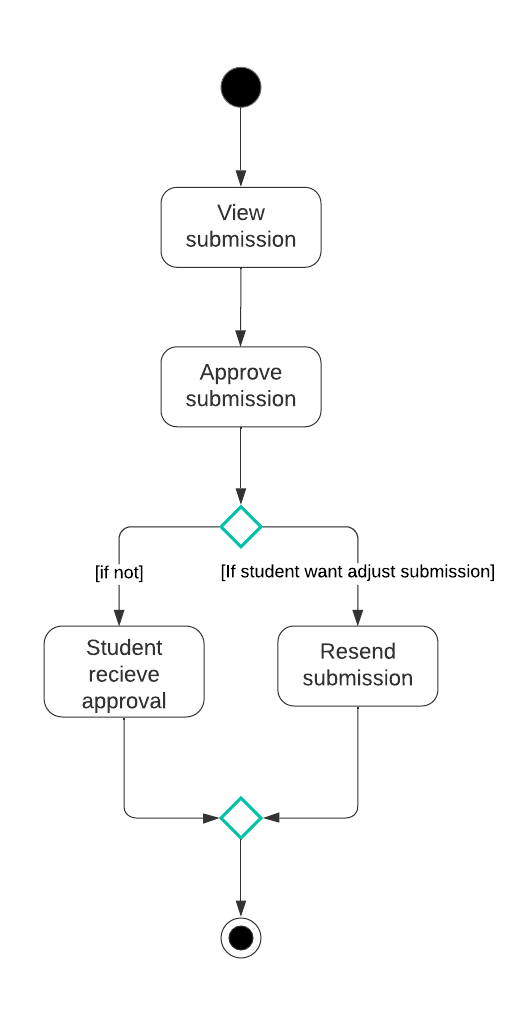 View
submission
Approve
submission
[if not]
[If student want adjust submission]
Student
recieve
approval
Resend
submission